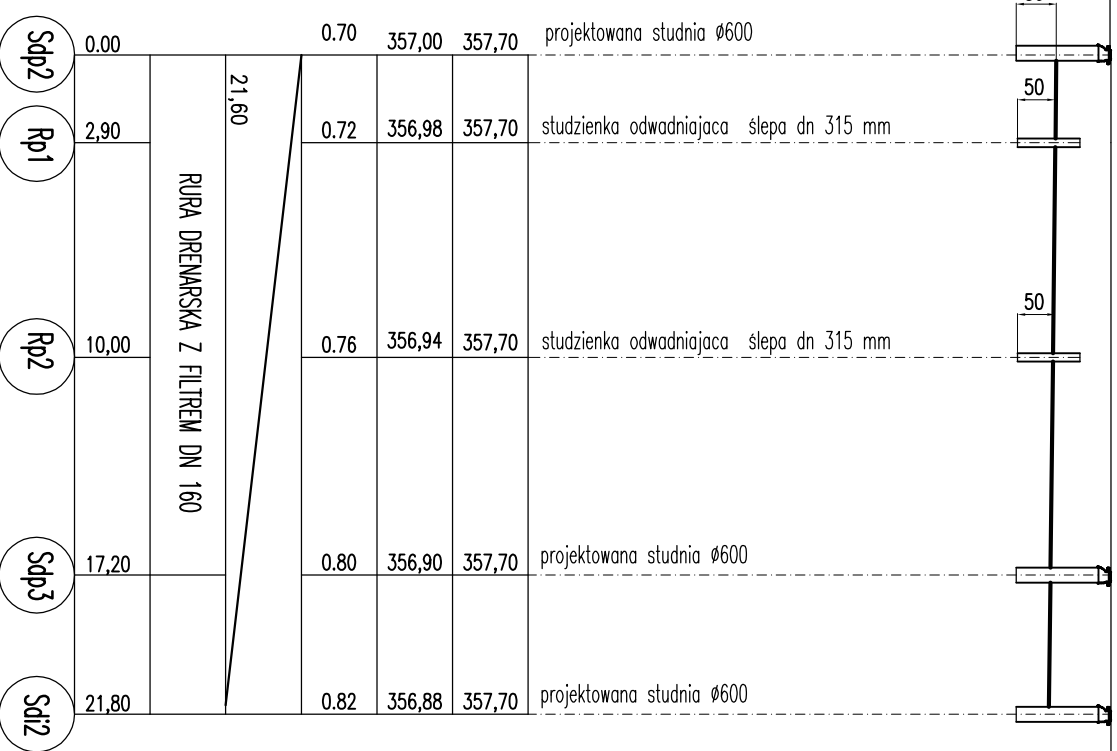 Sdp2 0.00 0.70 357,00 357,70 projektowana studnia Ø600
21,60
50
Rp1 2,90 0.72 356,98 357,70 studzienka odwadniajaca ślepa dn 315 mm
RURA DRENARSKA Z FILTREM DN 160
50
Rp2 10,00 0.76 356,94 357,70 studzienka odwadniajaca ślepa dn 315 mm
Sdp3 17,20 0.80 356,90 357,70 projektowana studnia Ø600
Sdi2 21,80 0.82 356,88 357,70 projektowana studnia Ø600